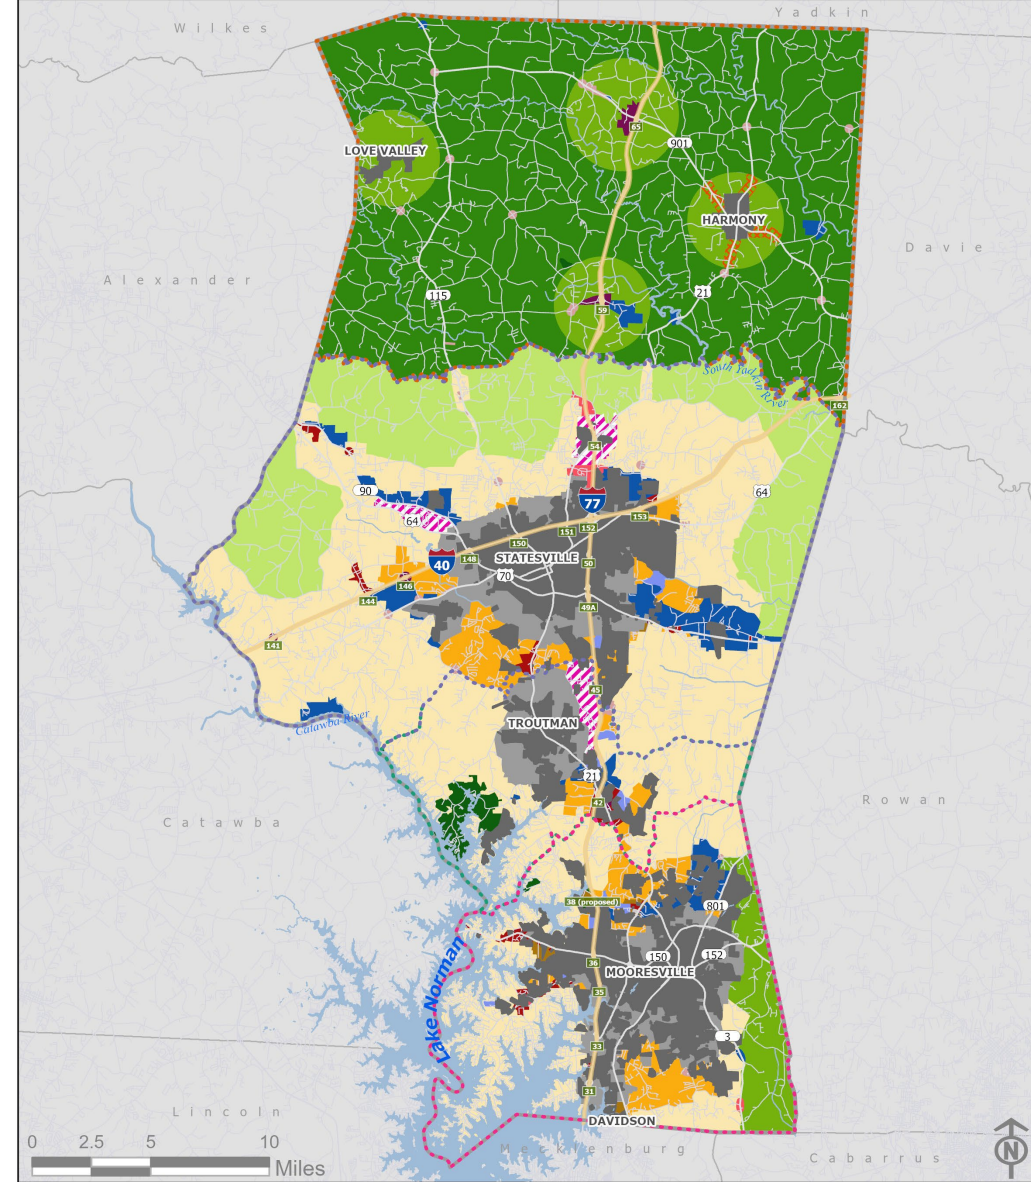 Yadkin
Wilkes
65
901
LOVE VALLEY
HARMONY
Davie
Alexander
115
21
59
South Yadkin
River
162
54
90
64
64
77
153
152
151
150
148
STATESVILLE
50
40
70
146
144
49A
141
45
Catawba River
TROUTMAN
21
42
Rowan
Catawba
38 (proposed)
801
Lake Norman
150
152
36
MOORESVILLE
35
3
33
31
Lincoln
DAVIDSON
Mecklenburg
Cabarrus
0 2.5 5 10
Miles
N